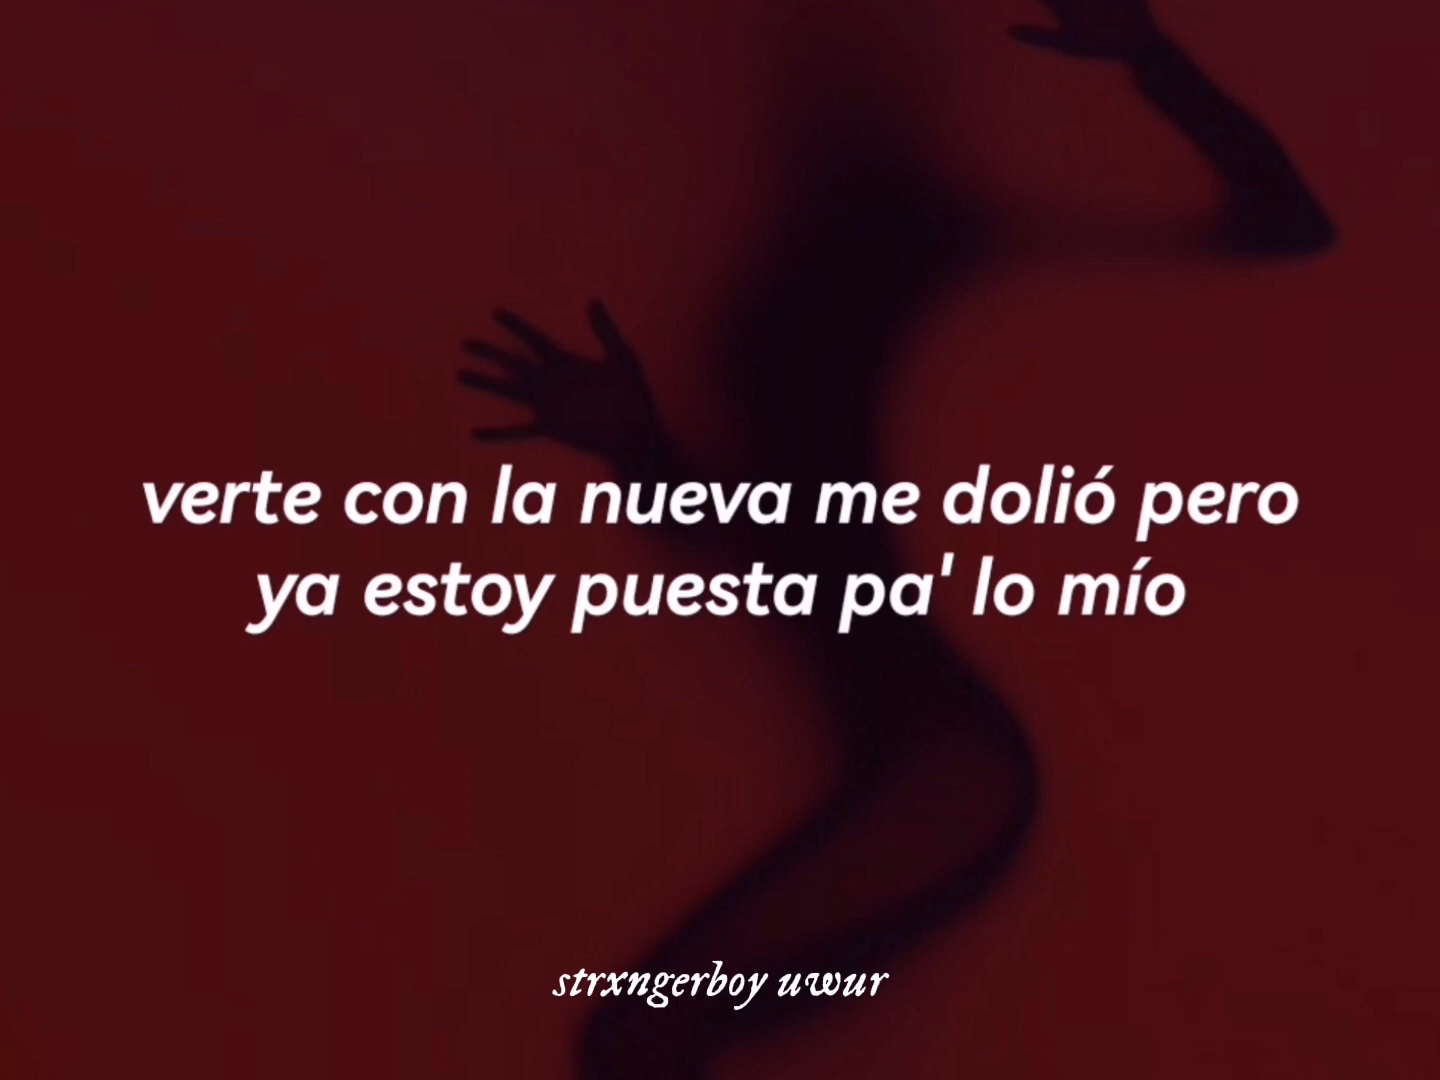 verte con la nueva me dolió pero
ya estoy puesta pa' lo mío
strxngerboy uwur